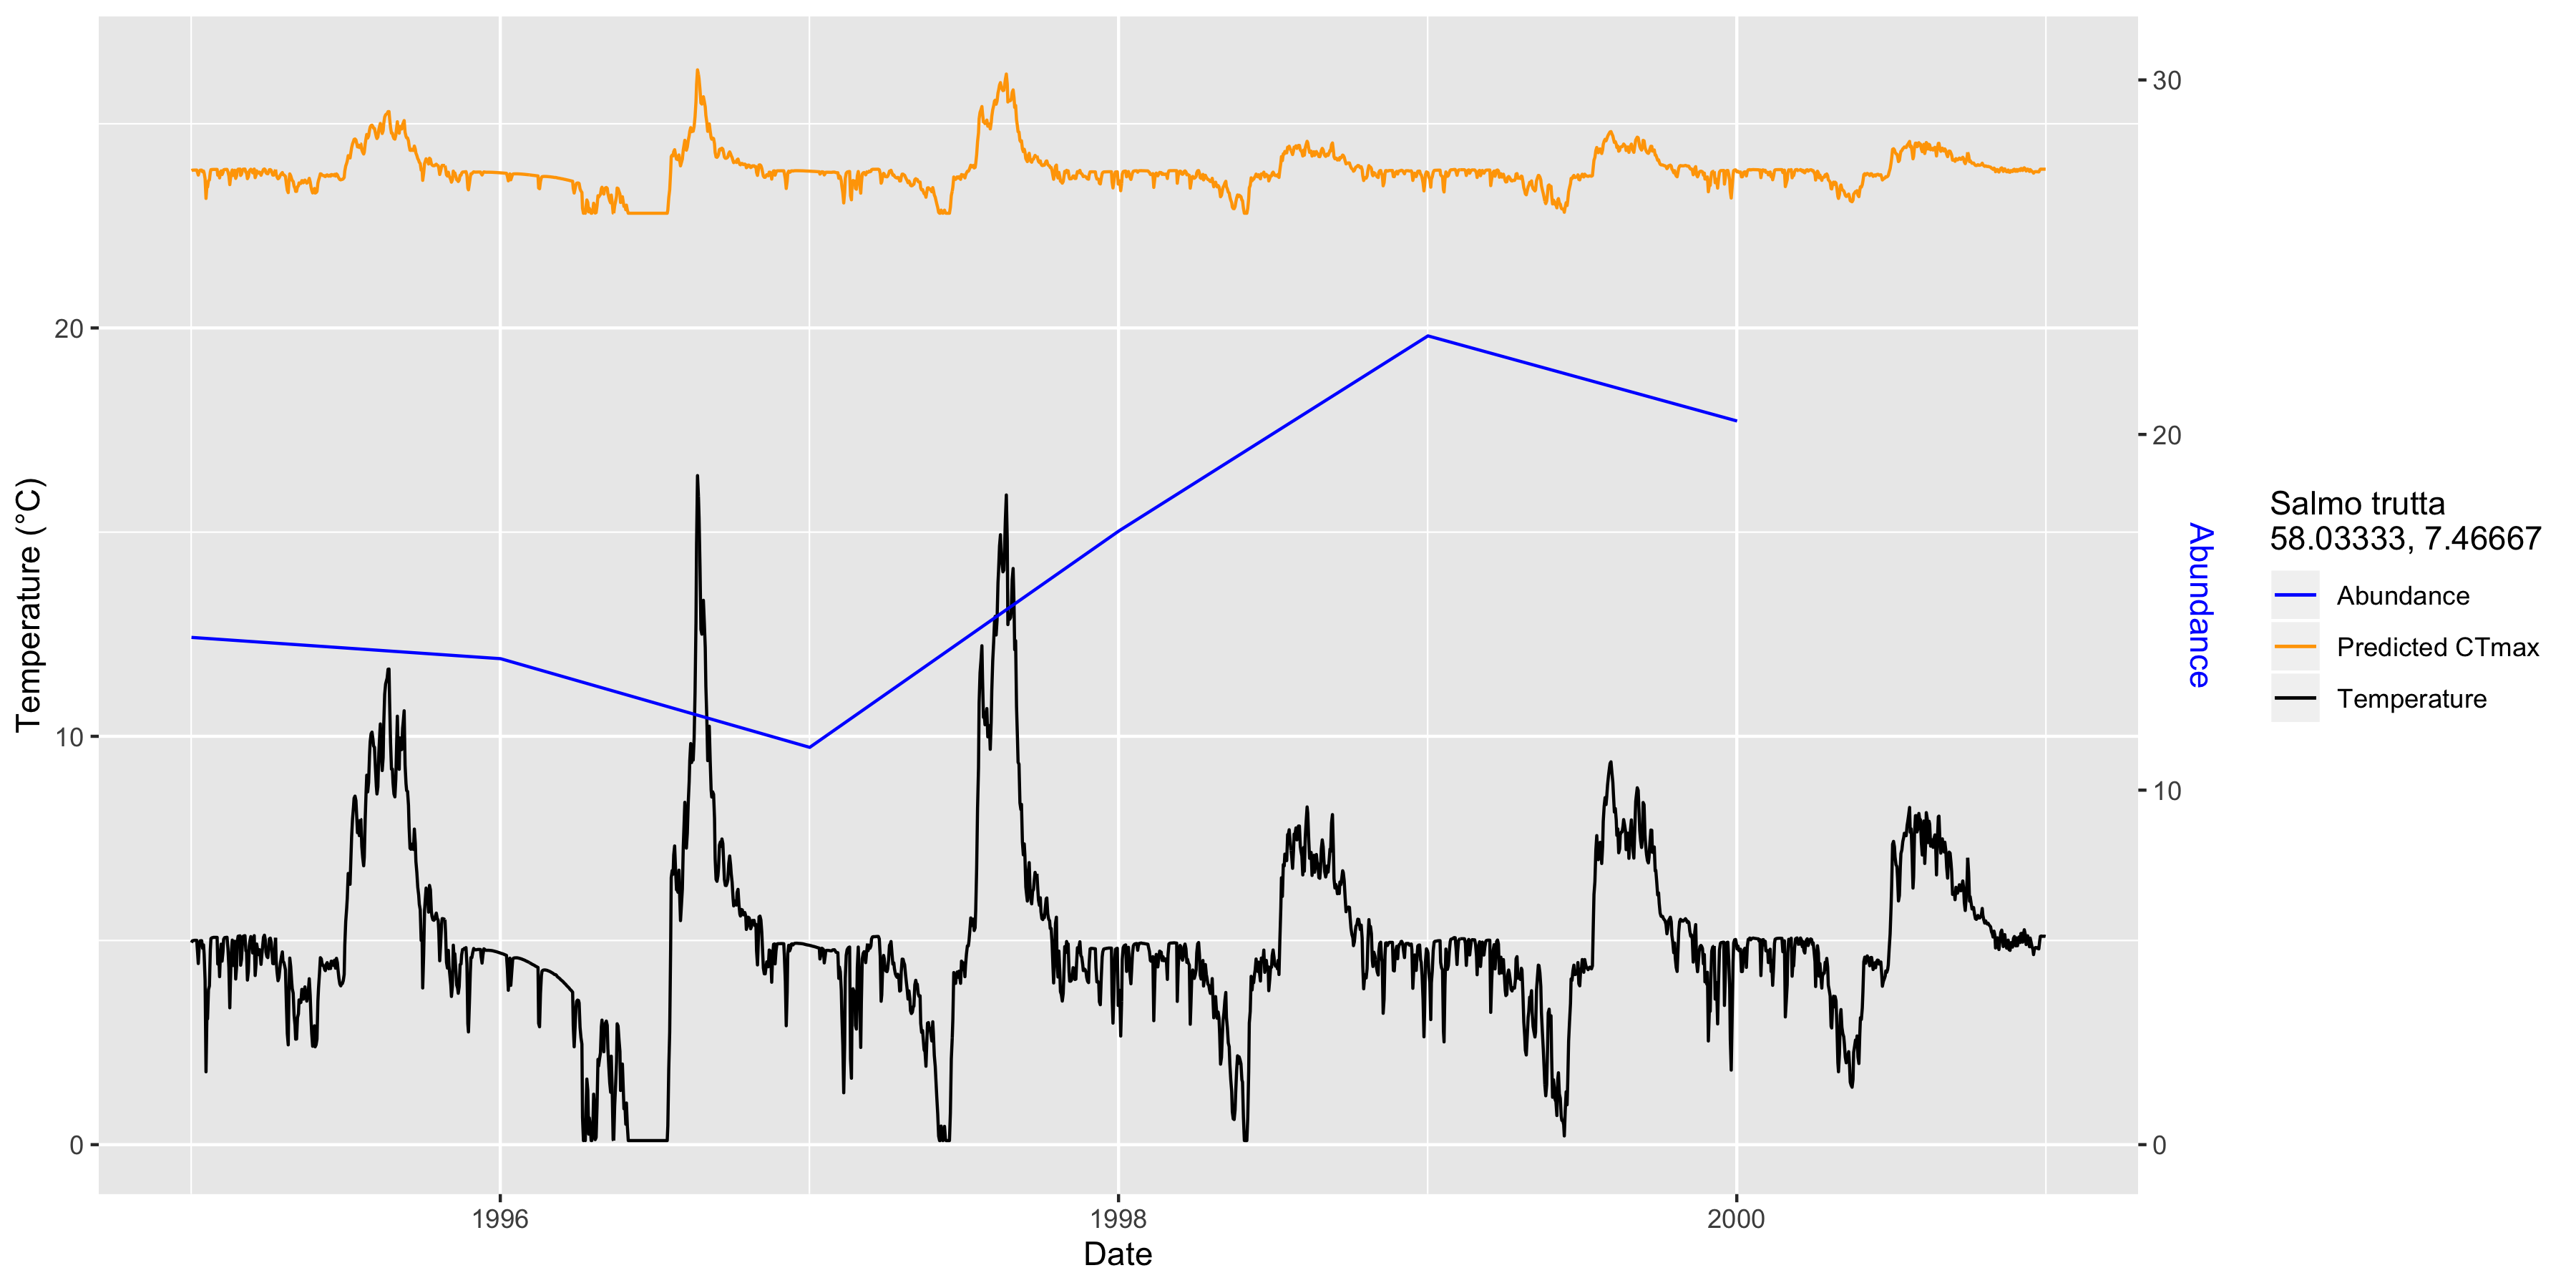 Temperature (°C)
20
10
0
30
20
10
0
Abundance
1996
1998
2000
Date
Salmo trutta
58.03333, 7.46667
Abundance
Predicted CTmax
Temperature